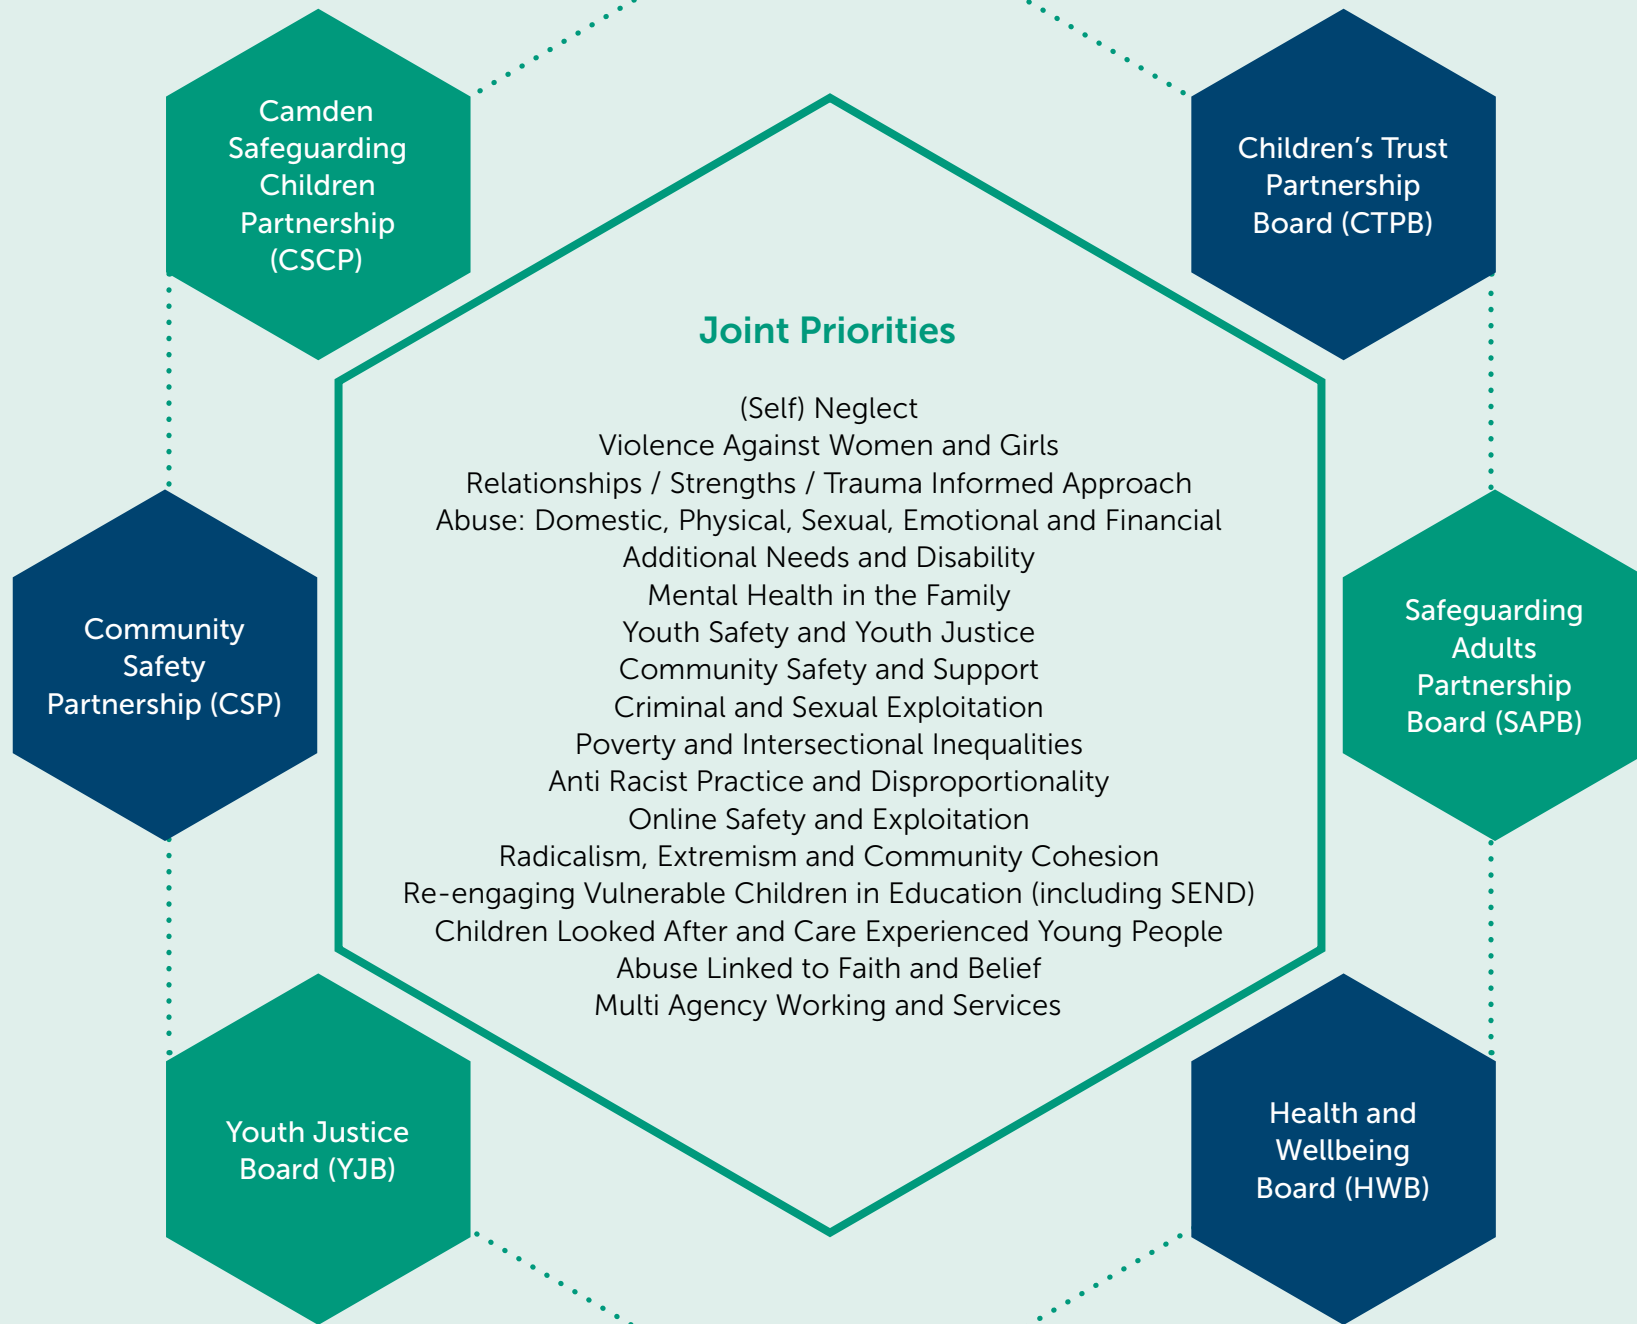 Camden
Safeguarding
Children
Partnership
(CSCP)
Children’s Trust
Partnership
Board (CTPB)
Joint Priorities
(Self) Neglect
Violence Against Women and Girls
Relationships / Strengths / Trauma Informed Approach
Abuse: Domestic, Physical, Sexual, Emotional and Financial
Additional Needs and Disability
Mental Health in the Family
Youth Safety and Youth Justice
Community Safety and Support
Criminal and Sexual Exploitation
Poverty and Intersectional Inequalities
Anti Racist Practice and Disproportionality
Online Safety and Exploitation
Radicalism, Extremism and Community Cohesion
Re-engaging Vulnerable Children in Education (including SEND)
Children Looked After and Care Experienced Young People
Abuse Linked to Faith and Belief
Multi Agency Working and Services
Community
Safety
Partnership (CSP)
Safeguarding
Adults
Partnership
Board (SAPB)
Youth Justice
Board (YJB)
Health and
Wellbeing
Board (HWB)